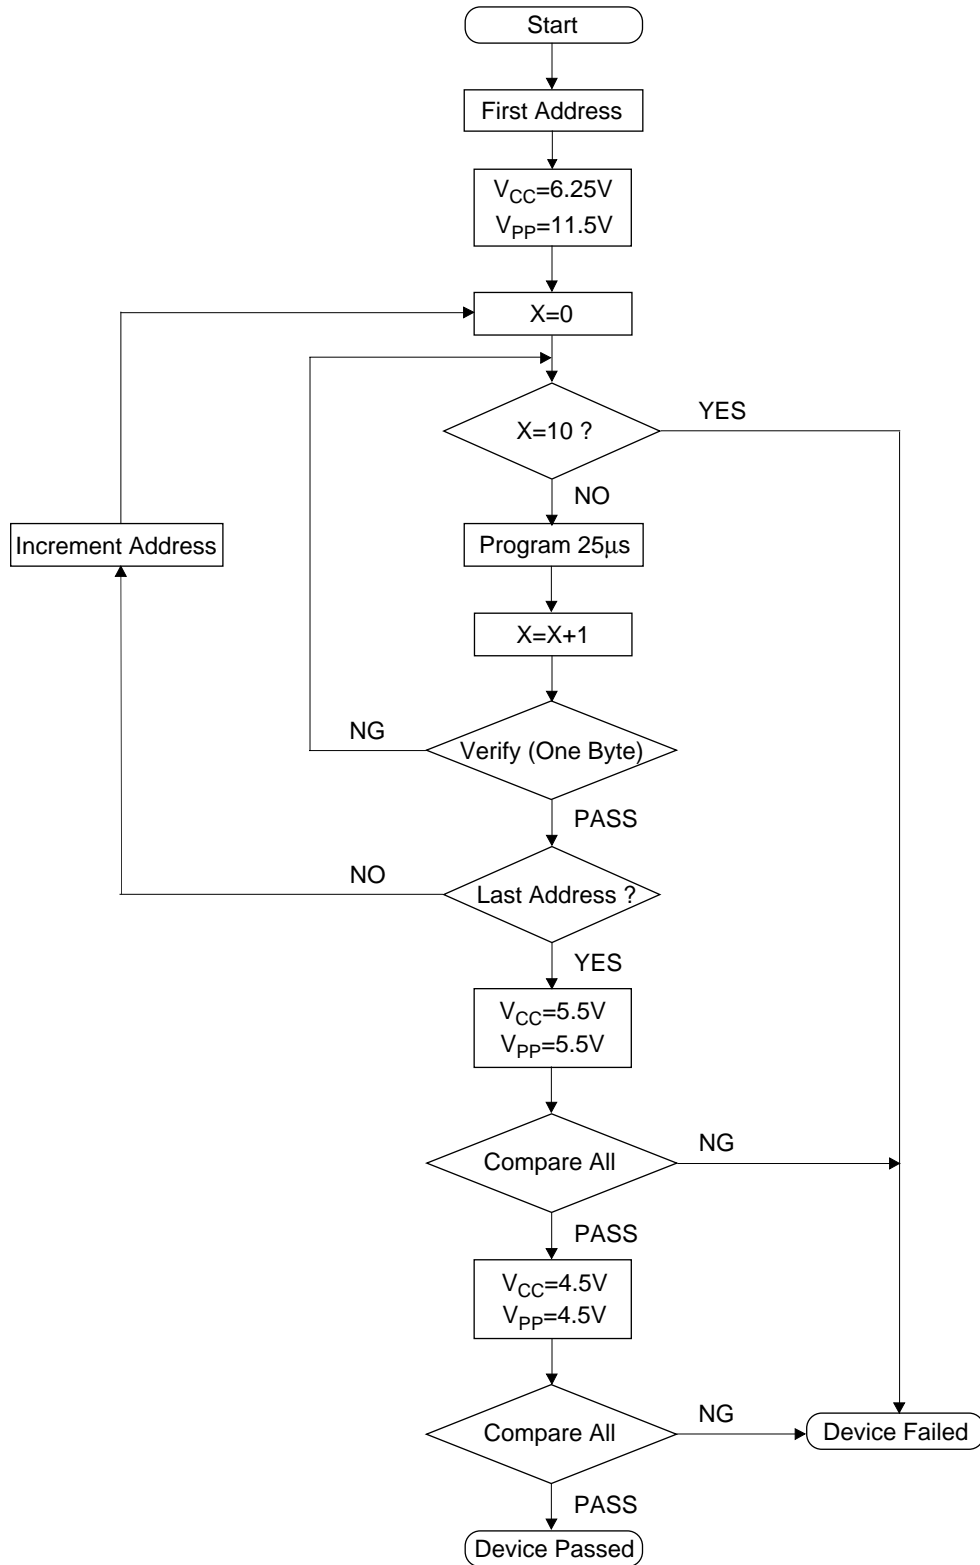 Start
First Address
VCC=6.25V
VPP=11.5V
X=0
X=10 ?
YES
NO
Increment Address
Program 25μs
X=X+1
NG
Verify (One Byte)
PASS
NO
Last Address ?
YES
VCC=5.5V
VPP=5.5V
Compare All
NG
PASS
VCC=4.5V
VPP=4.5V
Compare All
NG
Device Failed
PASS
Device Passed